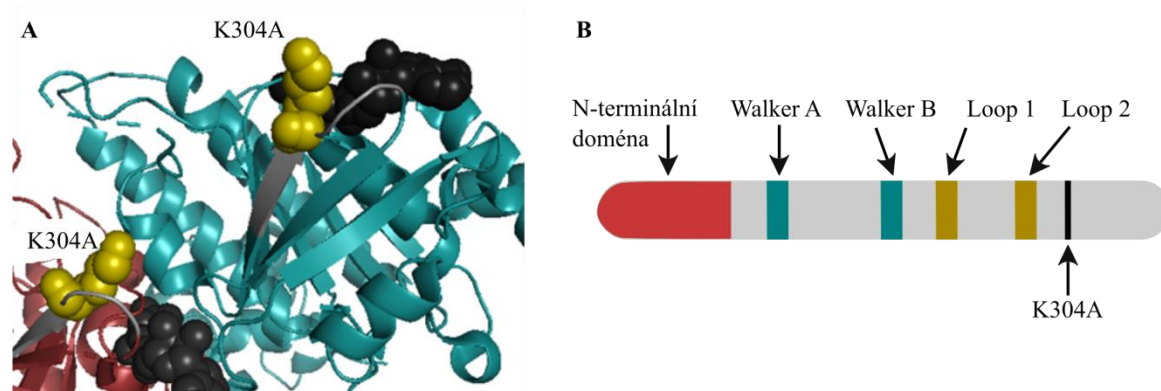 A
K304A
K304A
B
N-terminální
doména
Walker A
Walker B
Loop 1
Loop 2
K304A